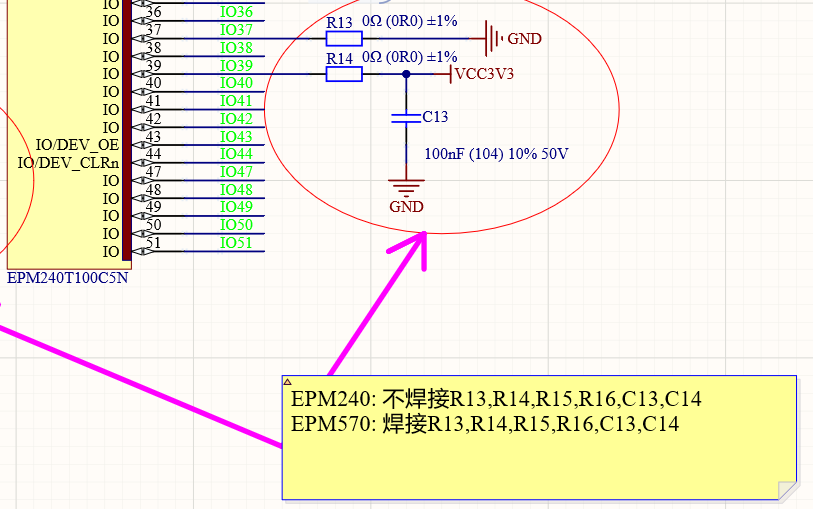 IO
36 IO36
IO 37 IO37 R13 0Ω (0R0) ±1% GND
IO 38 IO38
IO 39 IO39 R14 0Ω (0R0) ±1% VCC3V3
IO 40 IO40
IO 41 IO41
IO 42 IO42 C13
IO/DEV_OE 43 IO43
IO/DEV_CLRn 44 IO44 100nF (104) 10% 50V
IO 47 IO47
IO 48 IO48
IO 49 IO49 GND
IO 50 IO50
IO 51 IO51
EPM240T100C5N
EPM240: 不焊接R13,R14,R15,R16,C13,C14
EPM570: 焊接R13,R14,R15,R16,C13,C14